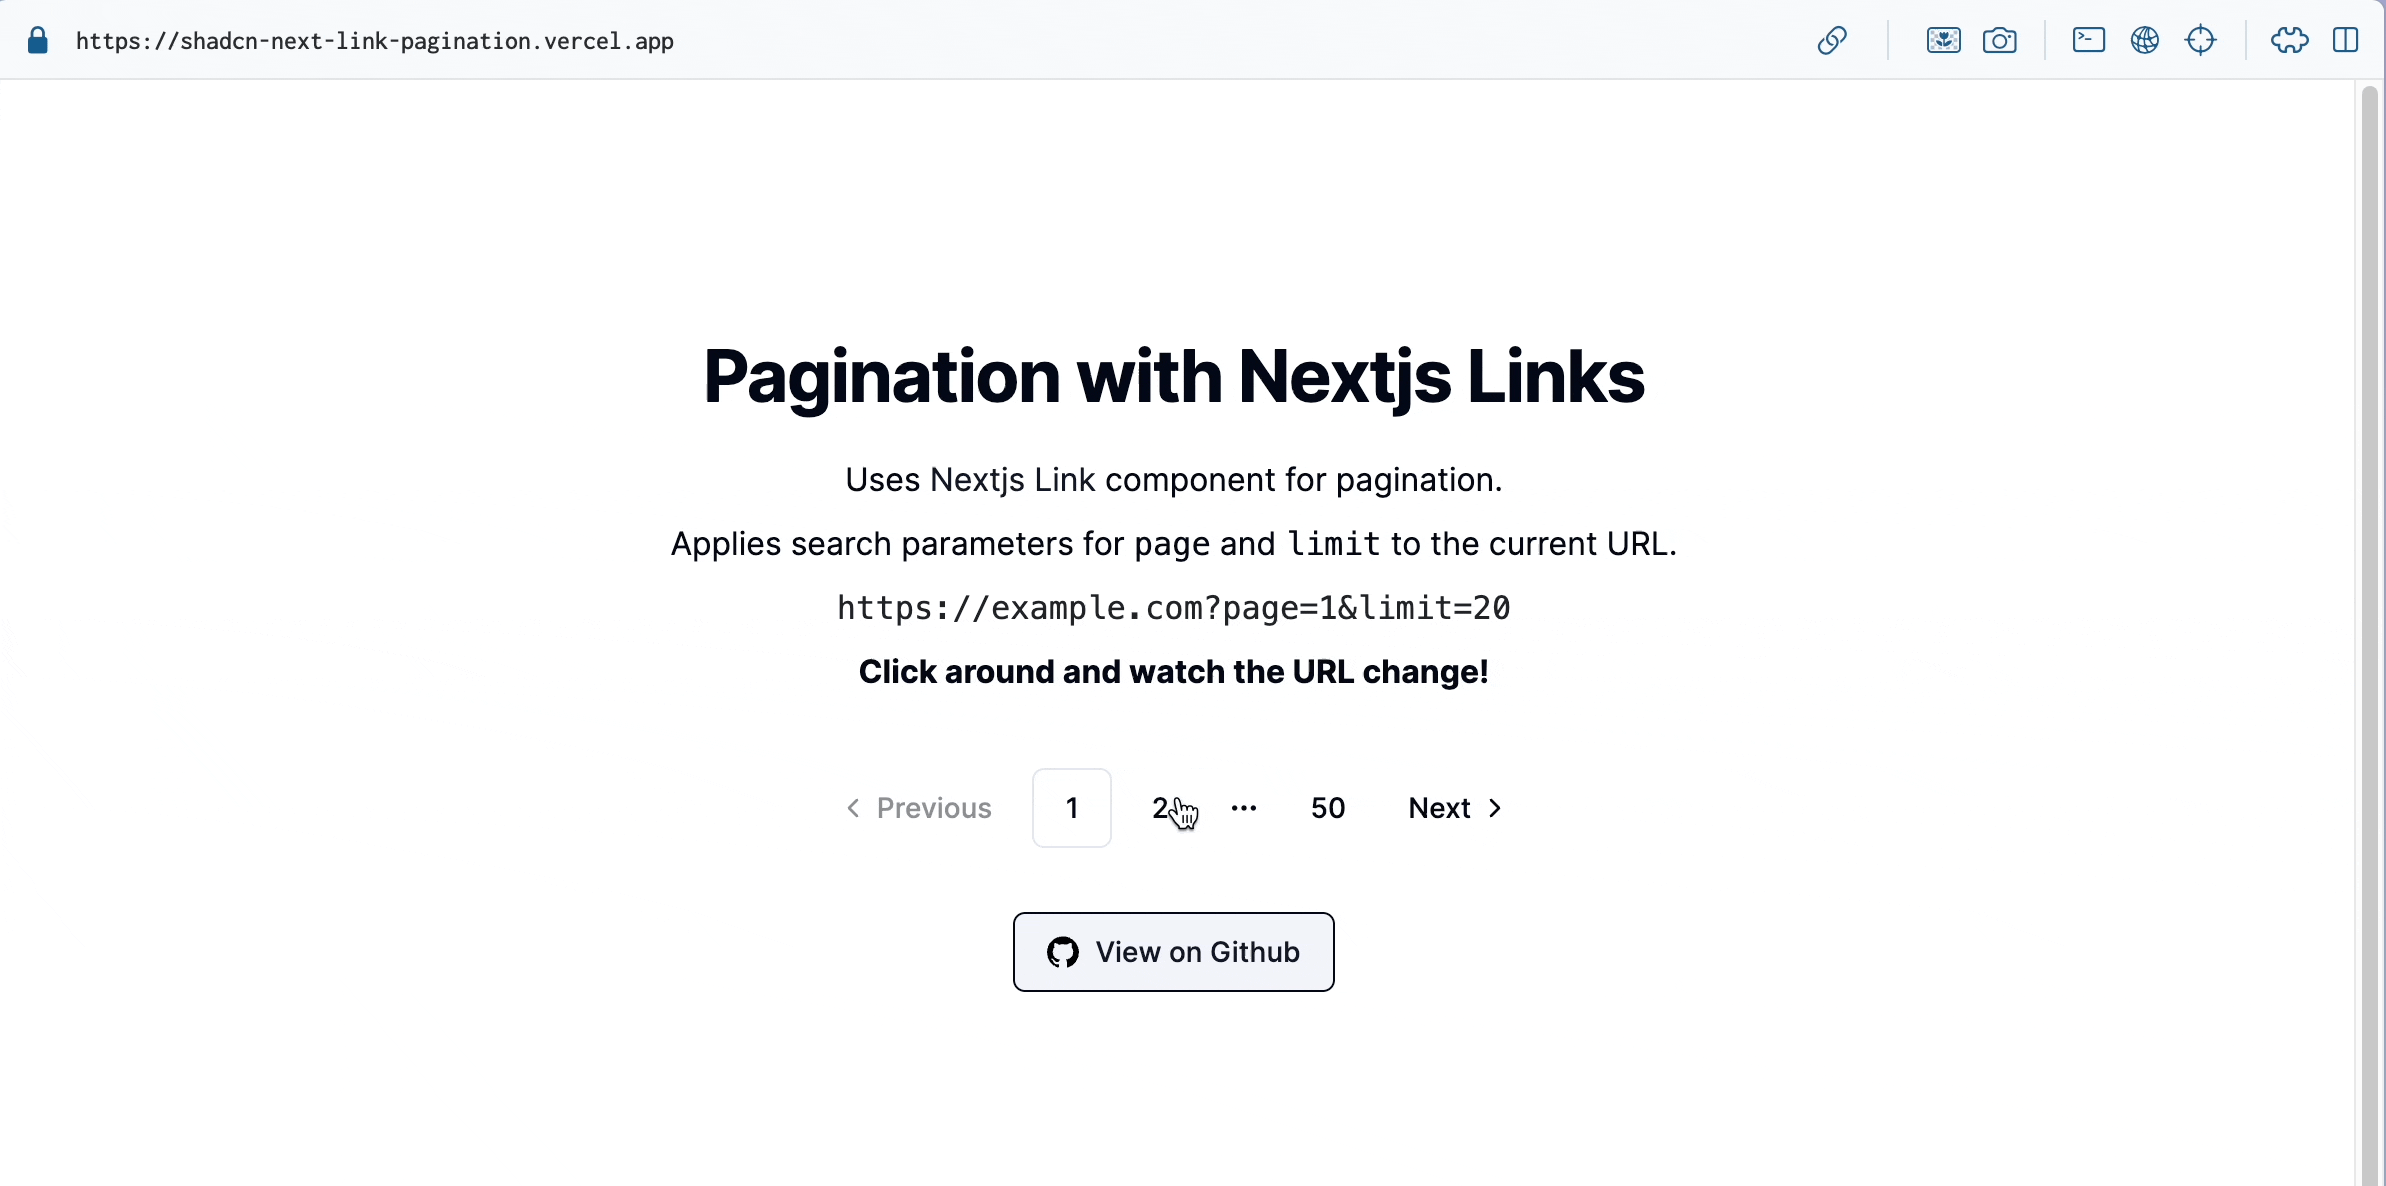 https://shadcn-next-link-pagination.vercel.app
Pagination with Nextjs Links
Uses Nextjs Link component for pagination.
Applies search parameters for page and limit to the current URL.
https://example.com?page=1&limit=20
Click around and watch the URL change!
Previous 1 2 ... 50 Next
View on Github